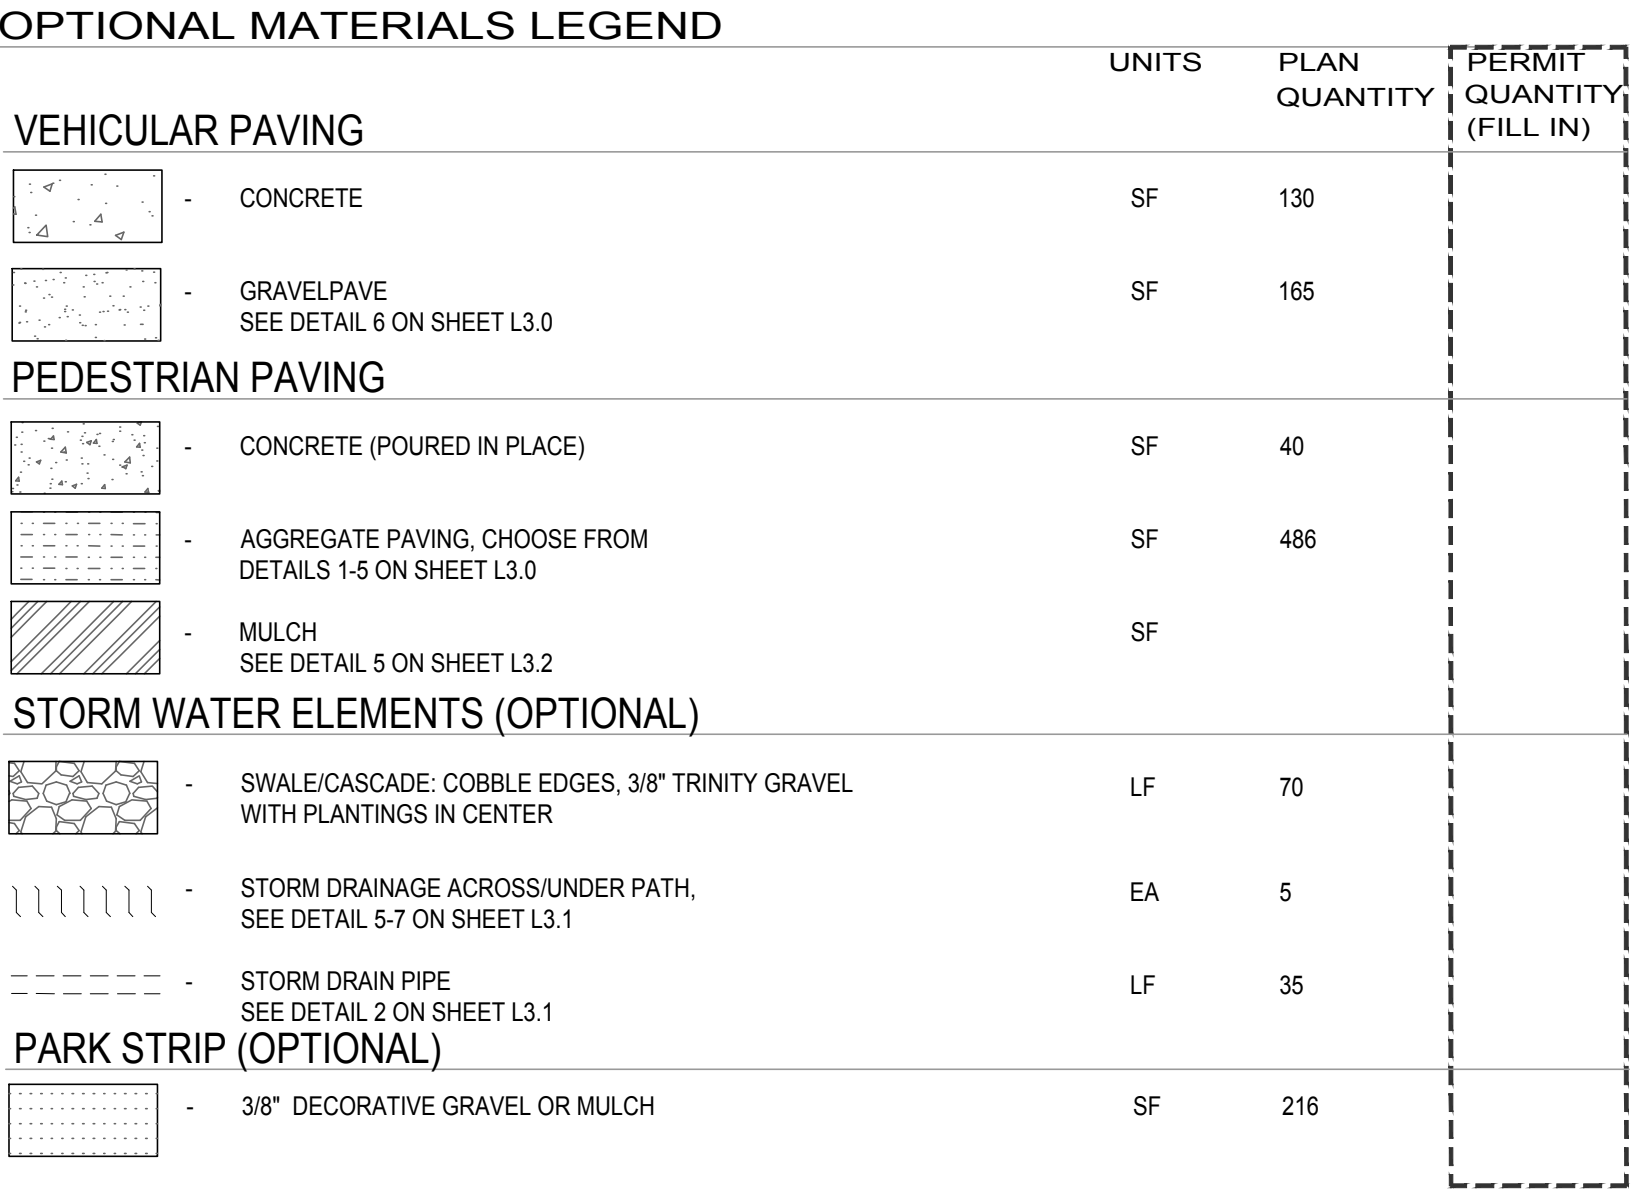 OPTIONAL MATERIALS LEGEND
UNITS
PLAN
QUANTITY
PERMIT
QUANTITY
(FILL IN)
VEHICULAR PAVING
- CONCRETE SF 130
- GRAVELPAVE SF 165
SEE DETAIL 6 ON SHEET L3.0
PEDESTRIAN PAVING
- CONCRETE (POURED IN PLACE) SF 40
- AGGREGATE PAVING, CHOOSE FROM SF 486
DETAILS 1-5 ON SHEET L3.0
- MULCH SF
SEE DETAIL 5 ON SHEET L3.2
STORM WATER ELEMENTS (OPTIONAL)
- SWALE/CASCADE: COBBLE EDGES, 3/8" TRINITY GRAVEL LF 70
WITH PLANTINGS IN CENTER
- STORM DRAINAGE ACROSS/UNDER PATH, EA 5
SEE DETAIL 5-7 ON SHEET L3.1
- STORM DRAIN PIPE LF 35
SEE DETAIL 2 ON SHEET L3.1
PARK STRIP (OPTIONAL)
- 3/8" DECORATIVE GRAVEL OR MULCH SF 216